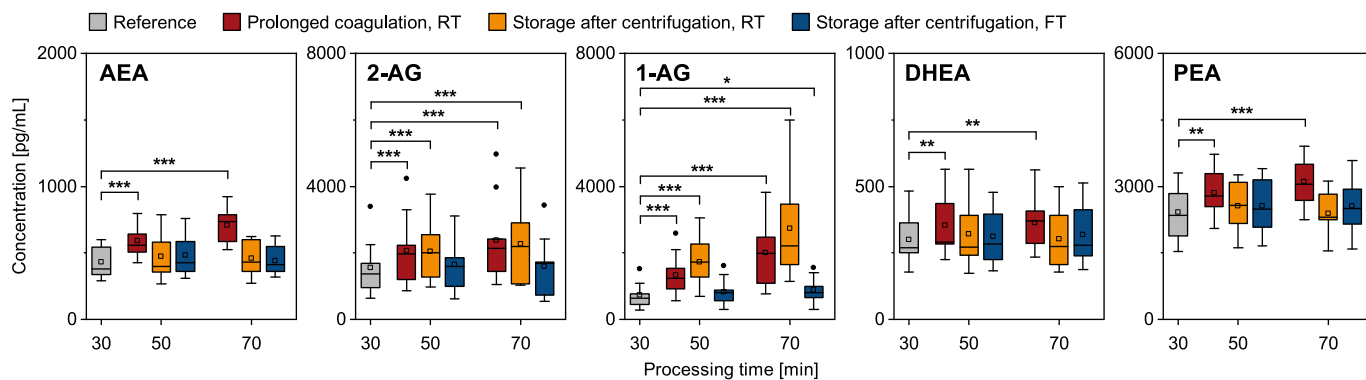 Reference Prolonged coagulation, RT Storage after centrifugation, RT Storage after centrifugation, FT
Concentration [pg/mL]
AEA
2000
1000
0
***
***
30 50 70
2-AG
8000
4000
0
***
***
***
***
30 50 70
1-AG
8000
4000
0
*
***
***
***
***
30 50 70
DHEA
1000
500
0
**
**
30 50 70
PEA
6000
3000
0
***
**
30 50 70
Processing time [min]